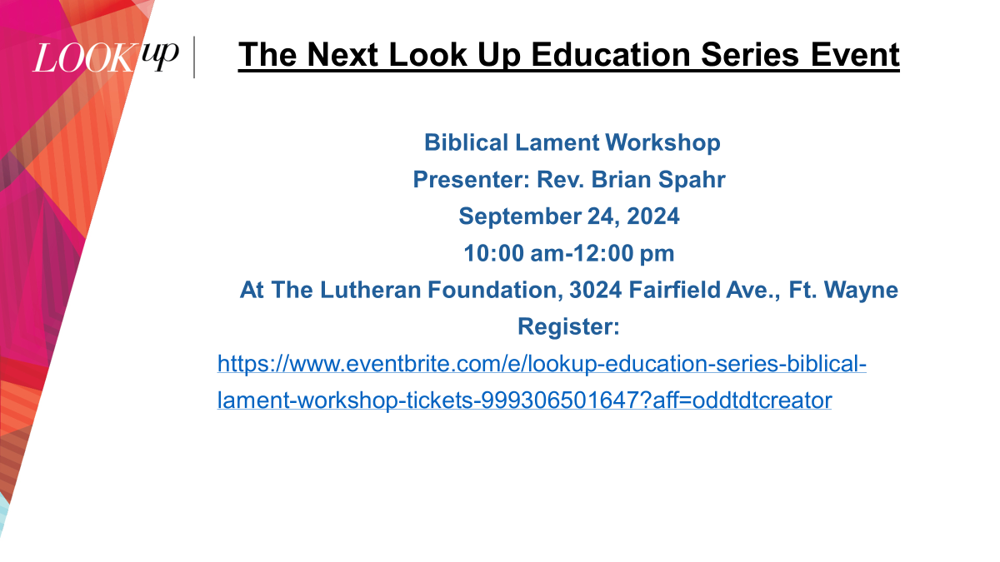 LOOKup
The Next Look Up Education Series Event
Biblical Lament Workshop
Presenter: Rev. Brian Spahr
September 24, 2024
10:00 am-12:00 pm
At The Lutheran Foundation, 3024 Fairfield Ave., Ft. Wayne
Register:
https://www.eventbrite.com/e/lookup-education-series-biblical-
lament-workshop-tickets-999306501647?aff=oddtdtcreator